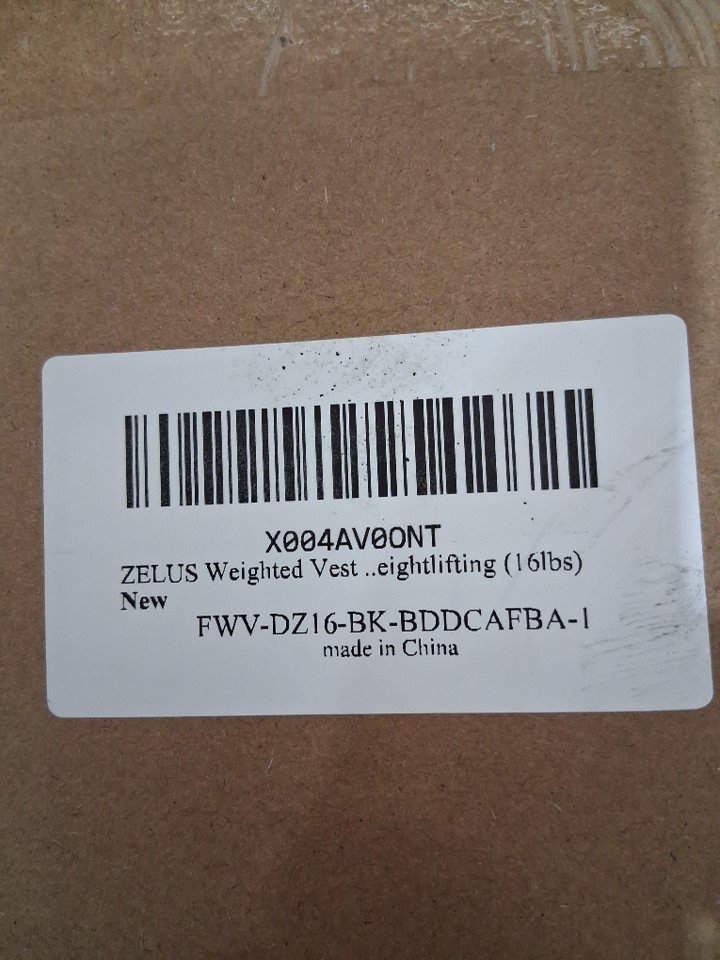 X004AV0ONT
ZELUS Weighted Vest ..eightlifting (16lbs)
New
FWV-DZ16-BK-BDDCAFBA-1
made in China